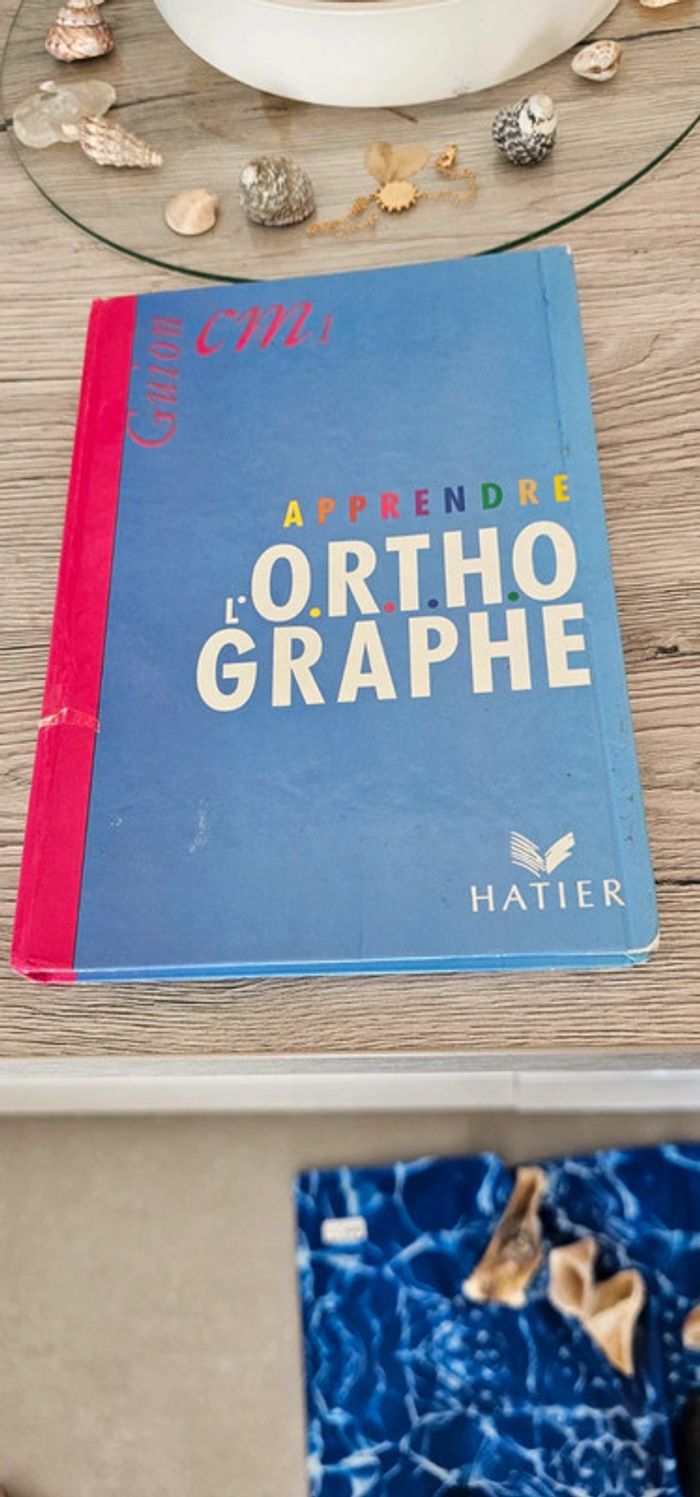 Guion
cm1
APPRENDRE
L'O.R.T.H.O
GRAPHE
HATIER